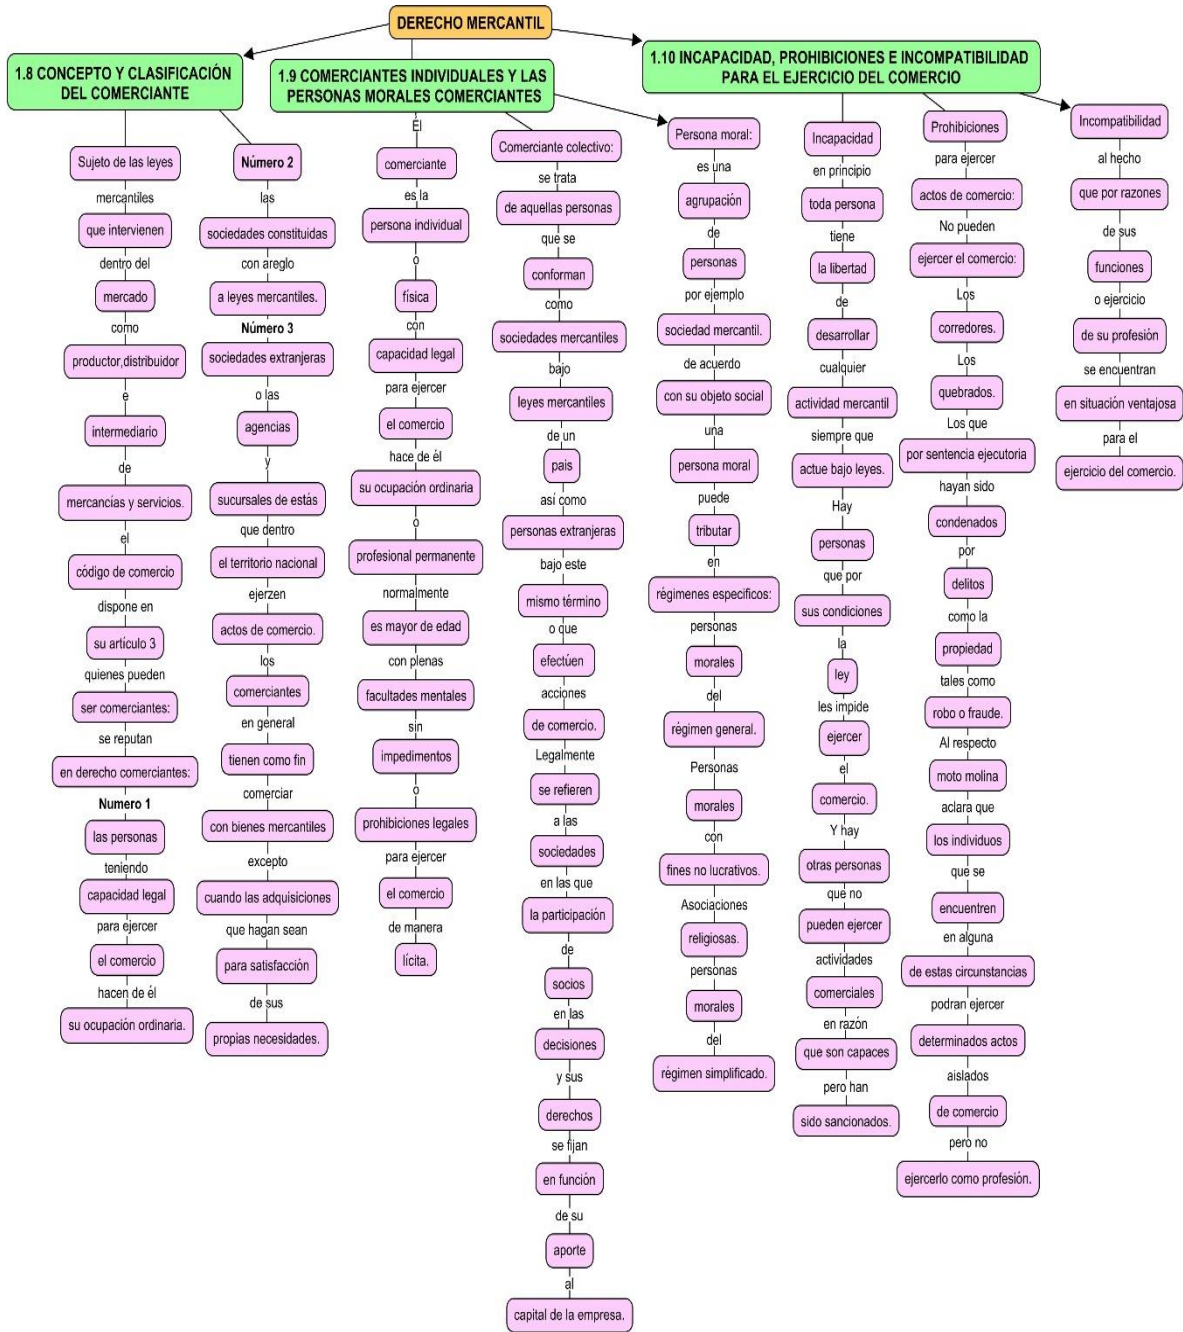 DERECHO MERCANTIL
1.8 CONCEPTO Y CLASIFICACIÓN
DEL COMERCIANTE
Sujeto de las leyes
mercantiles
que intervienen
dentro del
mercado
como
productor,distribuidor
e
intermediario
de
mercancías y servicios.
el
código de comercio
dispone en
su artículo 3
quienes pueden
ser comerciantes:
se reputan
en derecho comerciantes:
Numero 1
las personas
teniendo
capacidad legal
para ejercer
el comercio
hacen de él
su ocupación ordinaria.
Número 2
las
sociedades constituidas
con areglo
a leyes mercantiles.
Número 3
sociedades extranjeras
o las
agencias
y
sucursales de estás
que dentro
el territorio nacional
ejerzen
actos de comercio.
los
comerciantes
en general
tienen como fin
comerciar
con bienes mercantiles
excepto
cuando las adquisiciones
que hagan sean
para satisfacción
de sus
propias necesidades.
1.9 COMERCIANTES INDIVIDUALES Y LAS
PERSONAS MORALES COMERCIANTES
El
comerciante
es la
persona individual
o
física
con
capacidad legal
para ejercer
el comercio
hace de él
su ocupación ordinaria
o
profesional permanente
normalmente
es mayor de edad
con plenas
facultades mentales
sin
impedimentos
o
prohibiciones legales
para ejercer
el comercio
de manera
lícita.
Comerciante colectivo:
se trata
de aquellas personas
que se
conforman
como
sociedades mercantiles
bajo
leyes mercantiles
de un
pais
así como
personas extranjeras
bajo este
mismo término
o que
efectúen
acciones
de comercio.
Legalmente
se refieren
a las
sociedades
en las que
la participación
de
socios
en las
decisiones
y sus
derechos
se fijan
en función
de su
aporte
al
capital de la empresa.
Persona moral:
es una
agrupación
de
personas
por ejemplo
sociedad mercantil.
de acuerdo
con su objeto social
una
persona moral
puede
tributar
en
régimenes especificos:
personas
morales
del
régimen general.
Personas
morales
con
fines no lucrativos.
Asociaciones
religiosas.
personas
morales
del
régimen simplificado.
1.10 INCAPACIDAD, PROHIBICIONES E INCOMPATIBILIDAD
PARA EL EJERCICIO DEL COMERCIO
Incapacidad
en principio
toda persona
tiene
la libertad
de
desarrollar
cualquier
actividad mercantil
siempre que
actue bajo leyes.
Hay
personas
que por
sus condiciones
la
ley
les impide
ejercer
el
comercio.
Y hay
otras personas
que no
pueden ejercer
actividades
comerciales
en razón
que son capaces
pero han
sido sancionados.
Prohibiciones
para ejercer
actos de comercio:
No pueden
ejercer el comercio:
Los
corredores.
Los
quebrados.
Los que
por sentencia ejecutoria
hayan sido
condenados
por
delitos
como la
propiedad
tales como
robo o fraude.
Al respecto
moto molina
aclara que
los individuos
que se
encuentren
en alguna
de estas circunstancias
podran ejercer
determinados actos
aislados
de comercio
pero no
ejercerlo como profesión.
Incompatibilidad
al hecho
que por razones
de sus
funciones
o ejercicio
de su profesión
se encuentran
en situación ventajosa
para el
ejercicio del comercio.